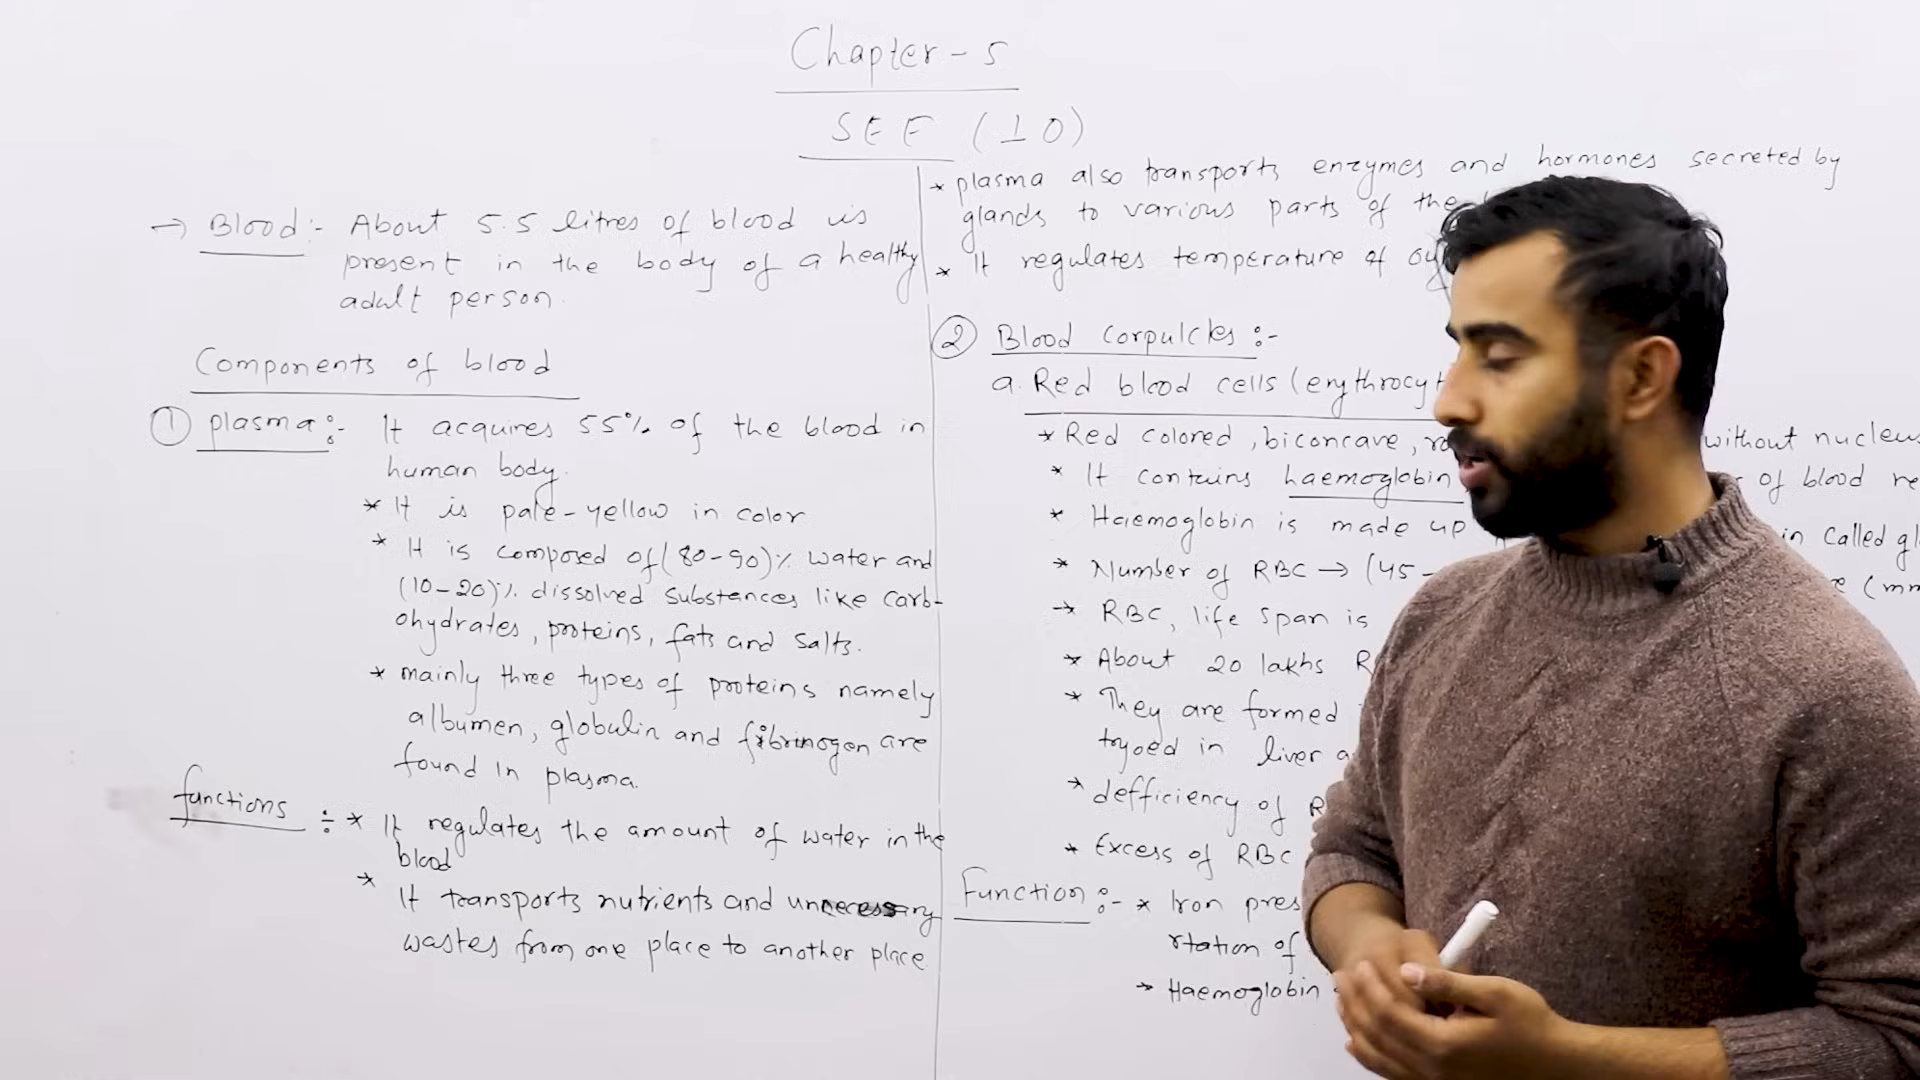 Chapter - 5
SEE (10)
→ Blood :- About 5.5 litres of blood is
present in the body of a healthy
adult person.
Components of blood
① plasma :- It acquires 55% of the blood in
human body.
* It is pale-yellow in color
* It is composed of (80-90)% water and
(10-20)% dissolved substances like carb-
ohydrates, proteins, fats and salts.
* mainly three types of proteins namely
albumen, globulin and fibrinogen are
found in plasma.
functions :- * It regulates the amount of water in the
blood
* It transports nutrients and unnecessary
wastes from one place to another place.
* plasma also transports enzymes and hormones secreted by
glands to various parts of the
* It regulates temperature of
② Blood corpulcles :-
a. Red blood cells (erythrocyt
* Red colored, biconcave, without nucleus
* It contains haemoglobin of blood re
* Haemoglobin is made up in called gl
* Number of RBC → (45 - e (mm
→ RBC, life span is
* About 20 lakhs R
* They are formed
tryoed in liver a
* defficiency of R
* Excess of RBC
Function :- * Iron pres
rtation of
→ Haemoglobin